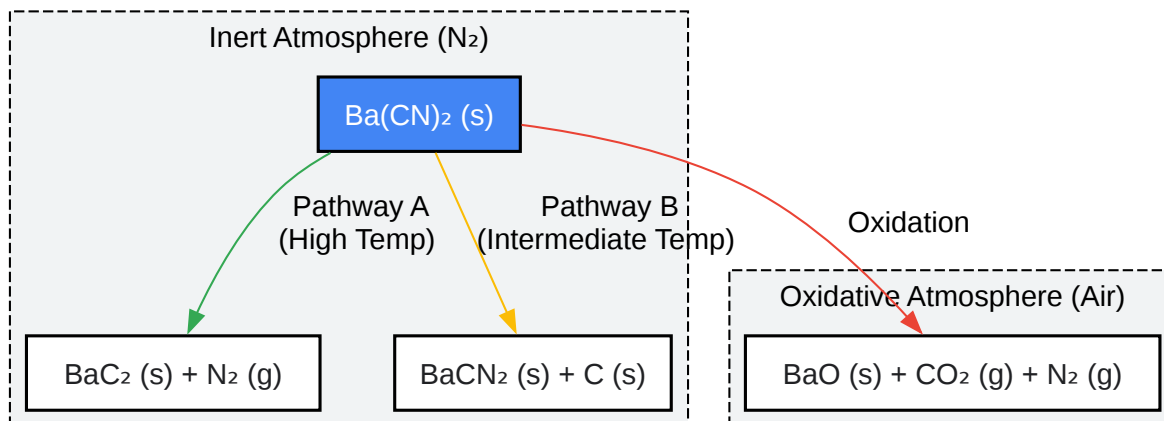 Inert Atmosphere (N₂)
Ba(CN)₂ (s)
Pathway A
(High Temp)
Pathway B
(Intermediate Temp)
Oxidation
Oxidative Atmosphere (Air)
BaC₂ (s) + N₂ (g)
BaCN₂ (s) + C (s)
BaO (s) + CO₂ (g) + N₂ (g)